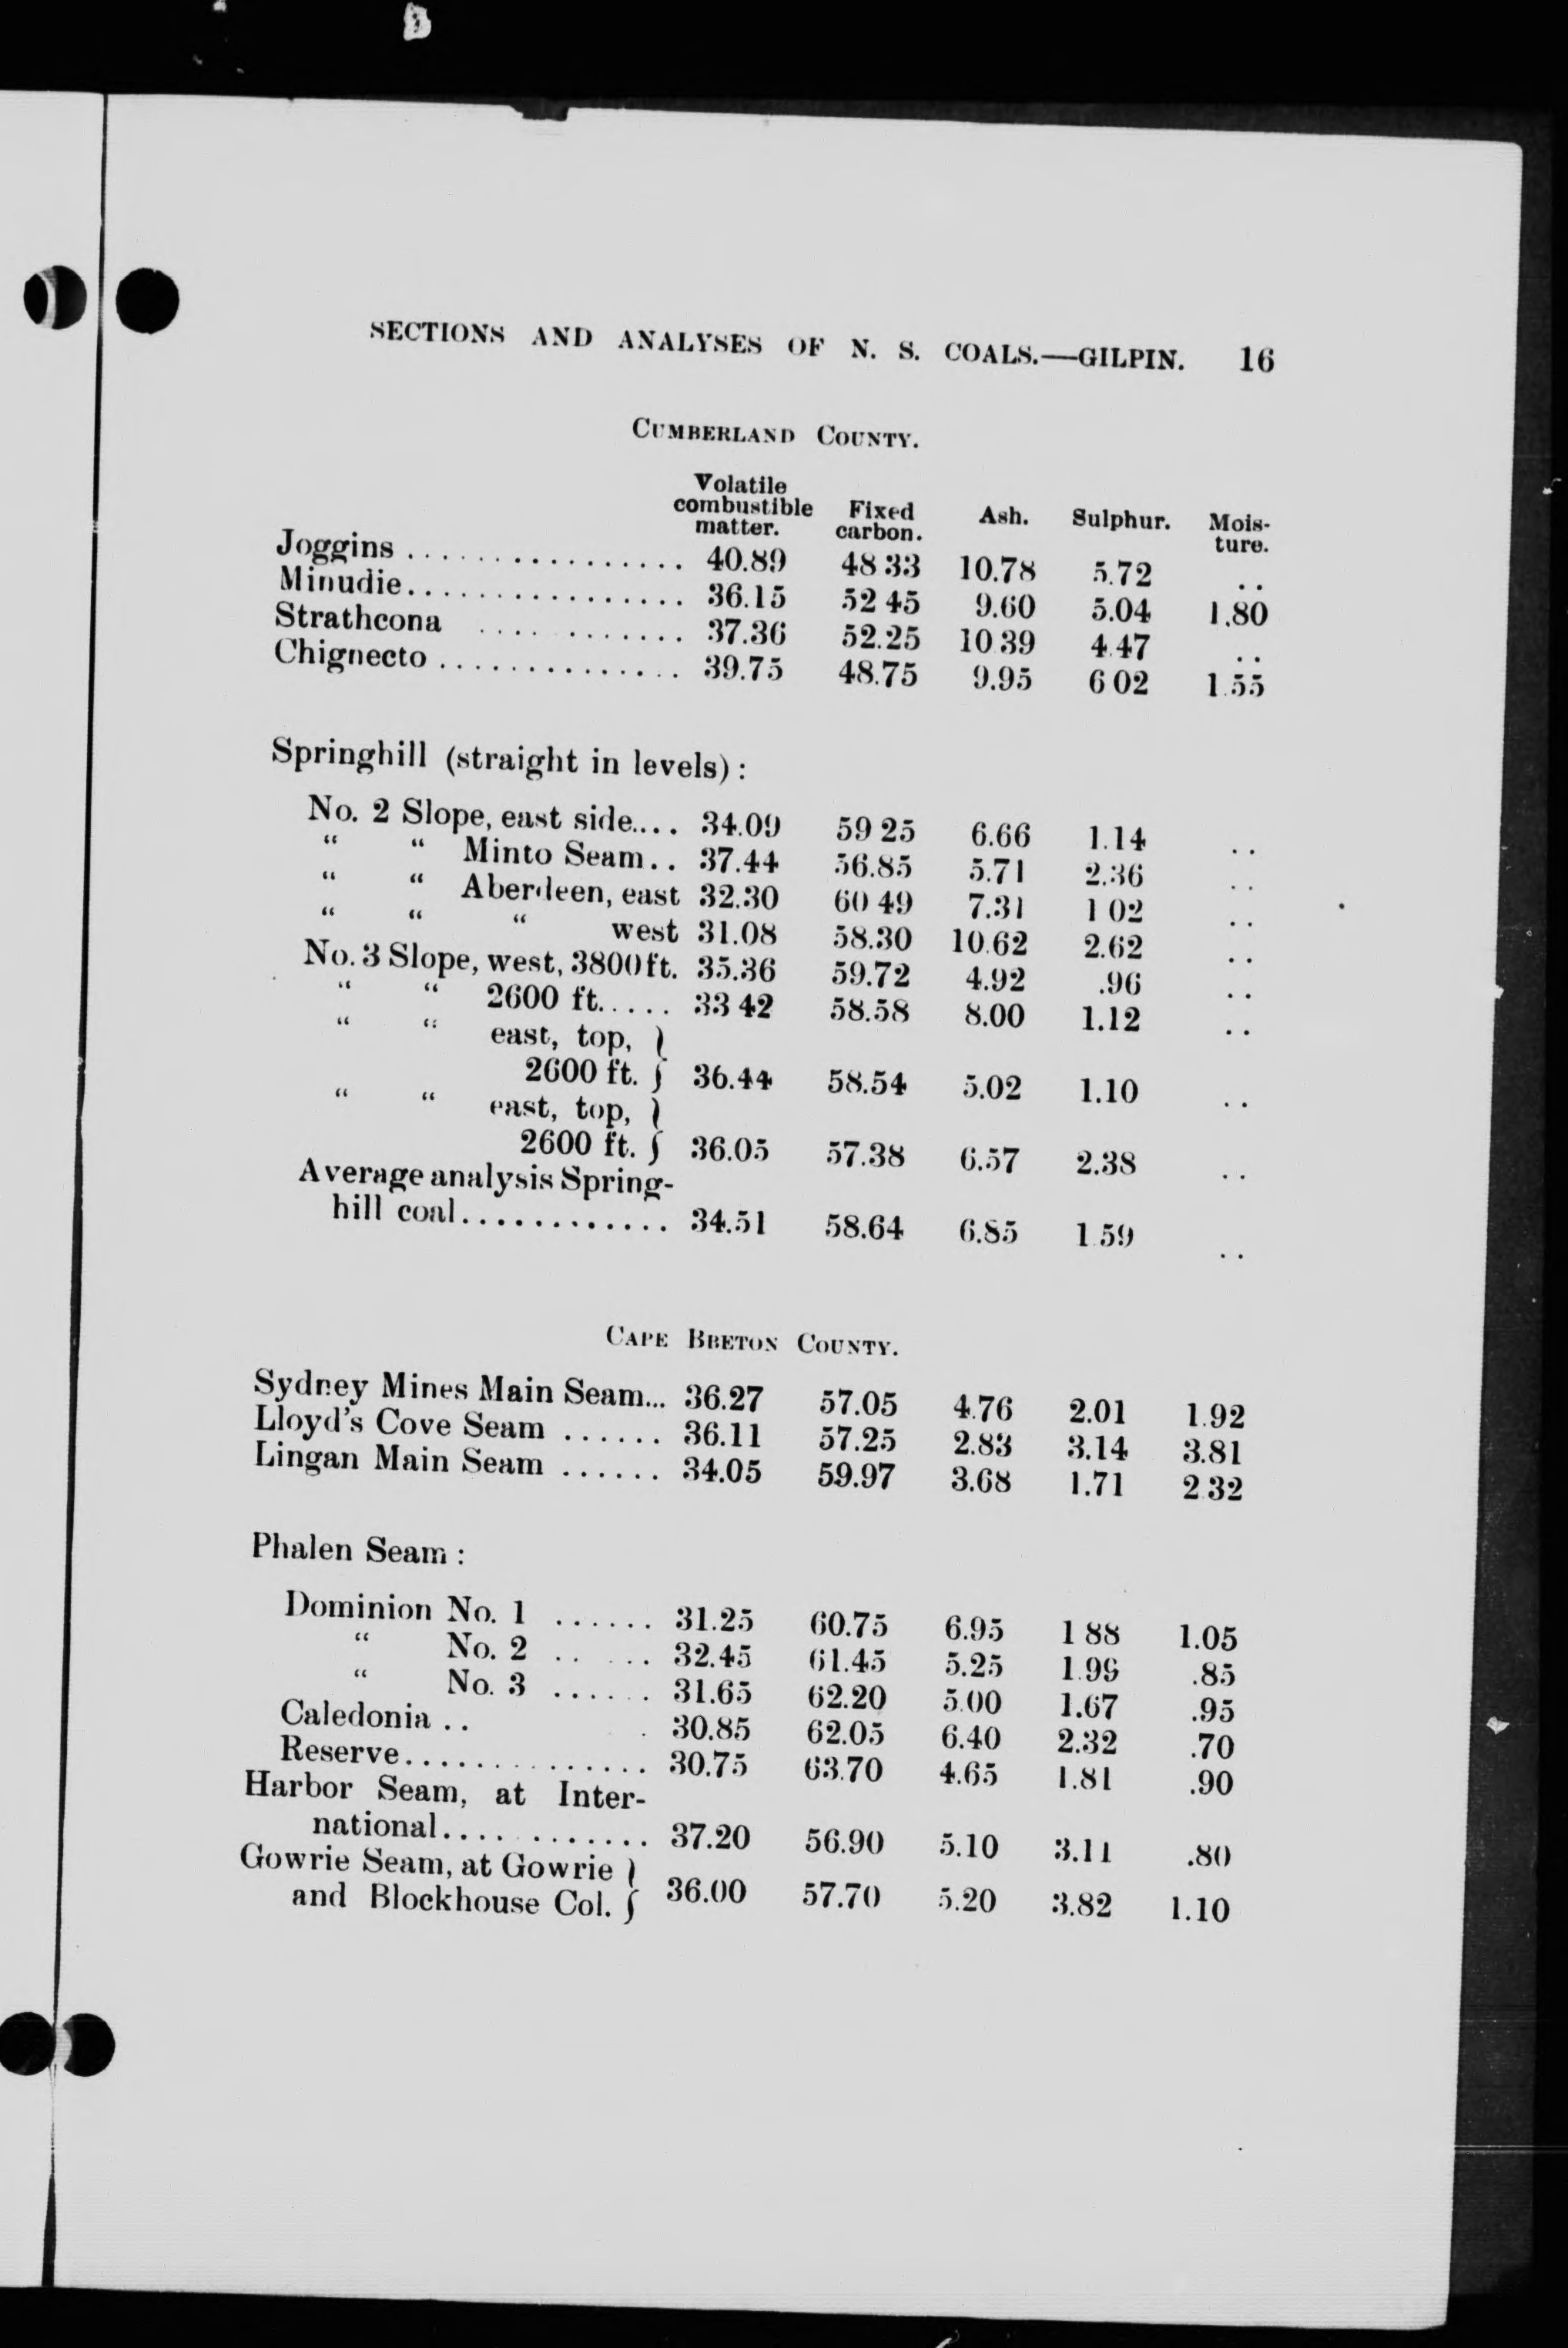 SECTIONS AND ANALYSES OF N. S. COALS.—GILPIN. 16
CUMBERLAND COUNTY.
Volatile combustible matter. Fixed carbon. Ash. Sulphur. Mois-ture.
Joggins ................ 40.89 48 33 10.78 5.72 ..
Minudie................ 36.15 52 45 9.60 5.04 1.80
Strathcona ............ 37.36 52.25 10 39 4.47 ..
Chignecto .............. 39.75 48.75 9.95 6 02 1.55
Springhill (straight in levels) :
No. 2 Slope, east side.... 34.09 59 25 6.66 1.14 ..
“ “ Minto Seam.. 37.44 56.85 5.71 2.36 ..
“ “ Aberdeen, east 32.30 60 49 7.31 1 02 ..
“ “ “ west 31.08 58.30 10.62 2.62 ..
No. 3 Slope, west, 3800 ft. 35.36 59.72 4.92 .96 ..
“ “ 2600 ft..... 33 42 58.58 8.00 1.12 ..
“ “ east, top, }
2600 ft. } 36.44 58.54 5.02 1.10 ..
“ “ east, top, }
2600 ft. } 36.05 57.38 6.57 2.38 ..
Average analysis Spring-
hill coal............ 34.51 58.64 6.85 1 59 ..
CAPE BRETON COUNTY.
Sydney Mines Main Seam... 36.27 57.05 4.76 2.01 1.92
Lloyd's Cove Seam ...... 36.11 57.25 2.83 3.14 3.81
Lingan Main Seam ...... 34.05 59.97 3.68 1.71 2 32
Phalen Seam :
Dominion No. 1 ...... 31.25 60.75 6.95 1 88 1.05
“ No. 2 ...... 32.45 61.45 5.25 1.99 .85
“ No. 3 ...... 31.65 62.20 5.00 1.67 .95
Caledonia .. . 30.85 62.05 6.40 2.32 .70
Reserve.............. 30.75 63.70 4.65 1.81 .90
Harbor Seam, at Inter-
national............ 37.20 56.90 5.10 3.11 .80
Gowrie Seam, at Gowrie }
and Blockhouse Col. } 36.00 57.70 5.20 3.82 1.10